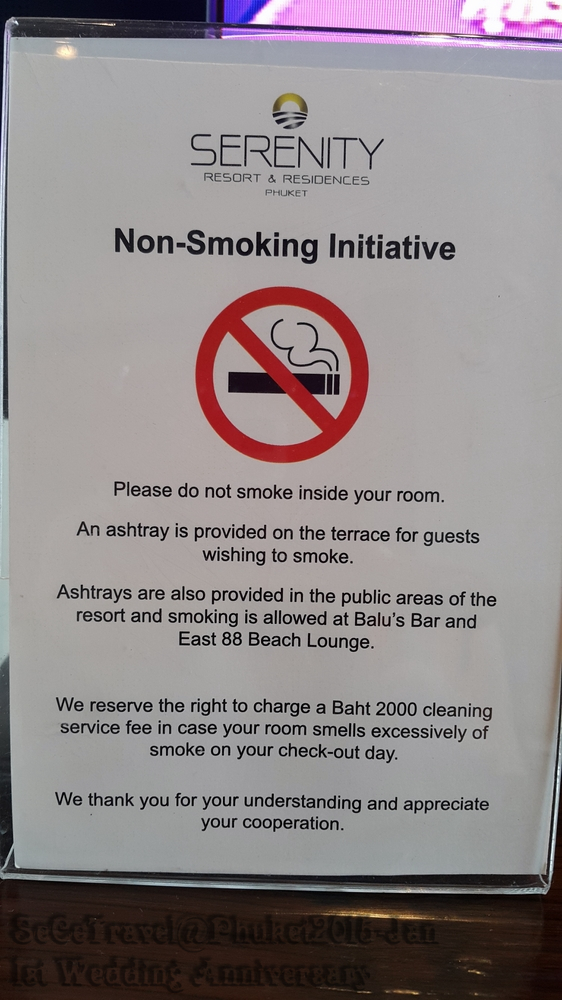 SERENITY
RESORT & RESIDENCES
PHUKET
Non-Smoking Initiative
Please do not smoke inside your room.
An ashtray is provided on the terrace for guests
wishing to smoke.
Ashtrays are also provided in the public areas of the
resort and smoking is allowed at Balu's Bar and
East 88 Beach Lounge.
We reserve the right to charge a Baht 2000 cleaning
service fee in case your room smells excessively of
smoke on your check-out day.
We thank you for your understanding and appreciate
your cooperation.
1st Wedding Anniversary